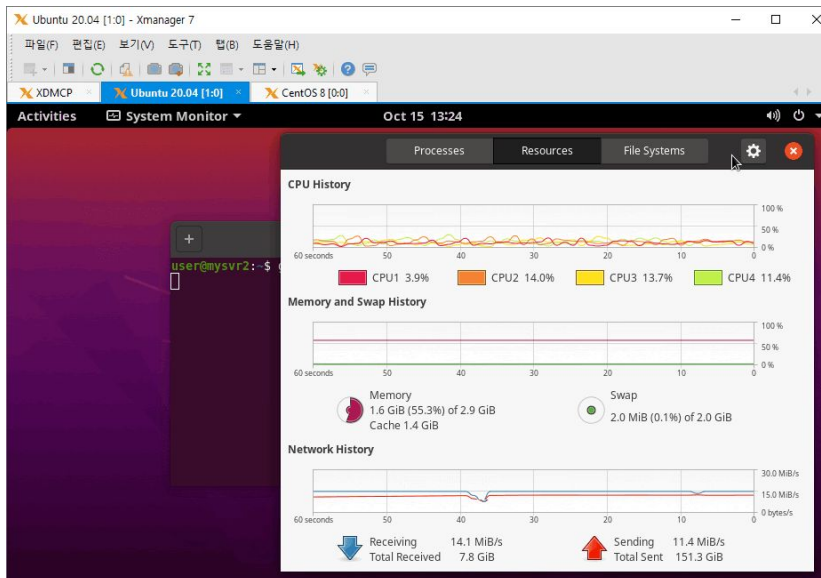 Ubuntu 20.04 [1:0] - Xmanager 7
파일(F) 편집(E) 보기(V) 도구(T) 탭(B) 도움말(H)
XDMCP Ubuntu 20.04 [1:0] CentOS 8 [0:0]
Activities System Monitor Oct 15 13:24
Processes Resources File Systems
user@mysvr2:~$ g
CPU History
100 %
50 %
0 %
60 seconds 50 40 30 20 10 0
CPU1 3.9% CPU2 14.0% CPU3 13.7% CPU4 11.4%
Memory and Swap History
100 %
50 %
0 %
60 seconds 50 40 30 20 10 0
Memory
1.6 GiB (55.3%) of 2.9 GiB
Cache 1.4 GiB
Swap
2.0 MiB (0.1%) of 2.0 GiB
Network History
30.0 MiB/s
15.0 MiB/s
0 bytes/s
60 seconds 50 40 30 20 10 0
Receiving 14.1 MiB/s
Total Received 7.8 GiB
Sending 11.4 MiB/s
Total Sent 151.3 GiB